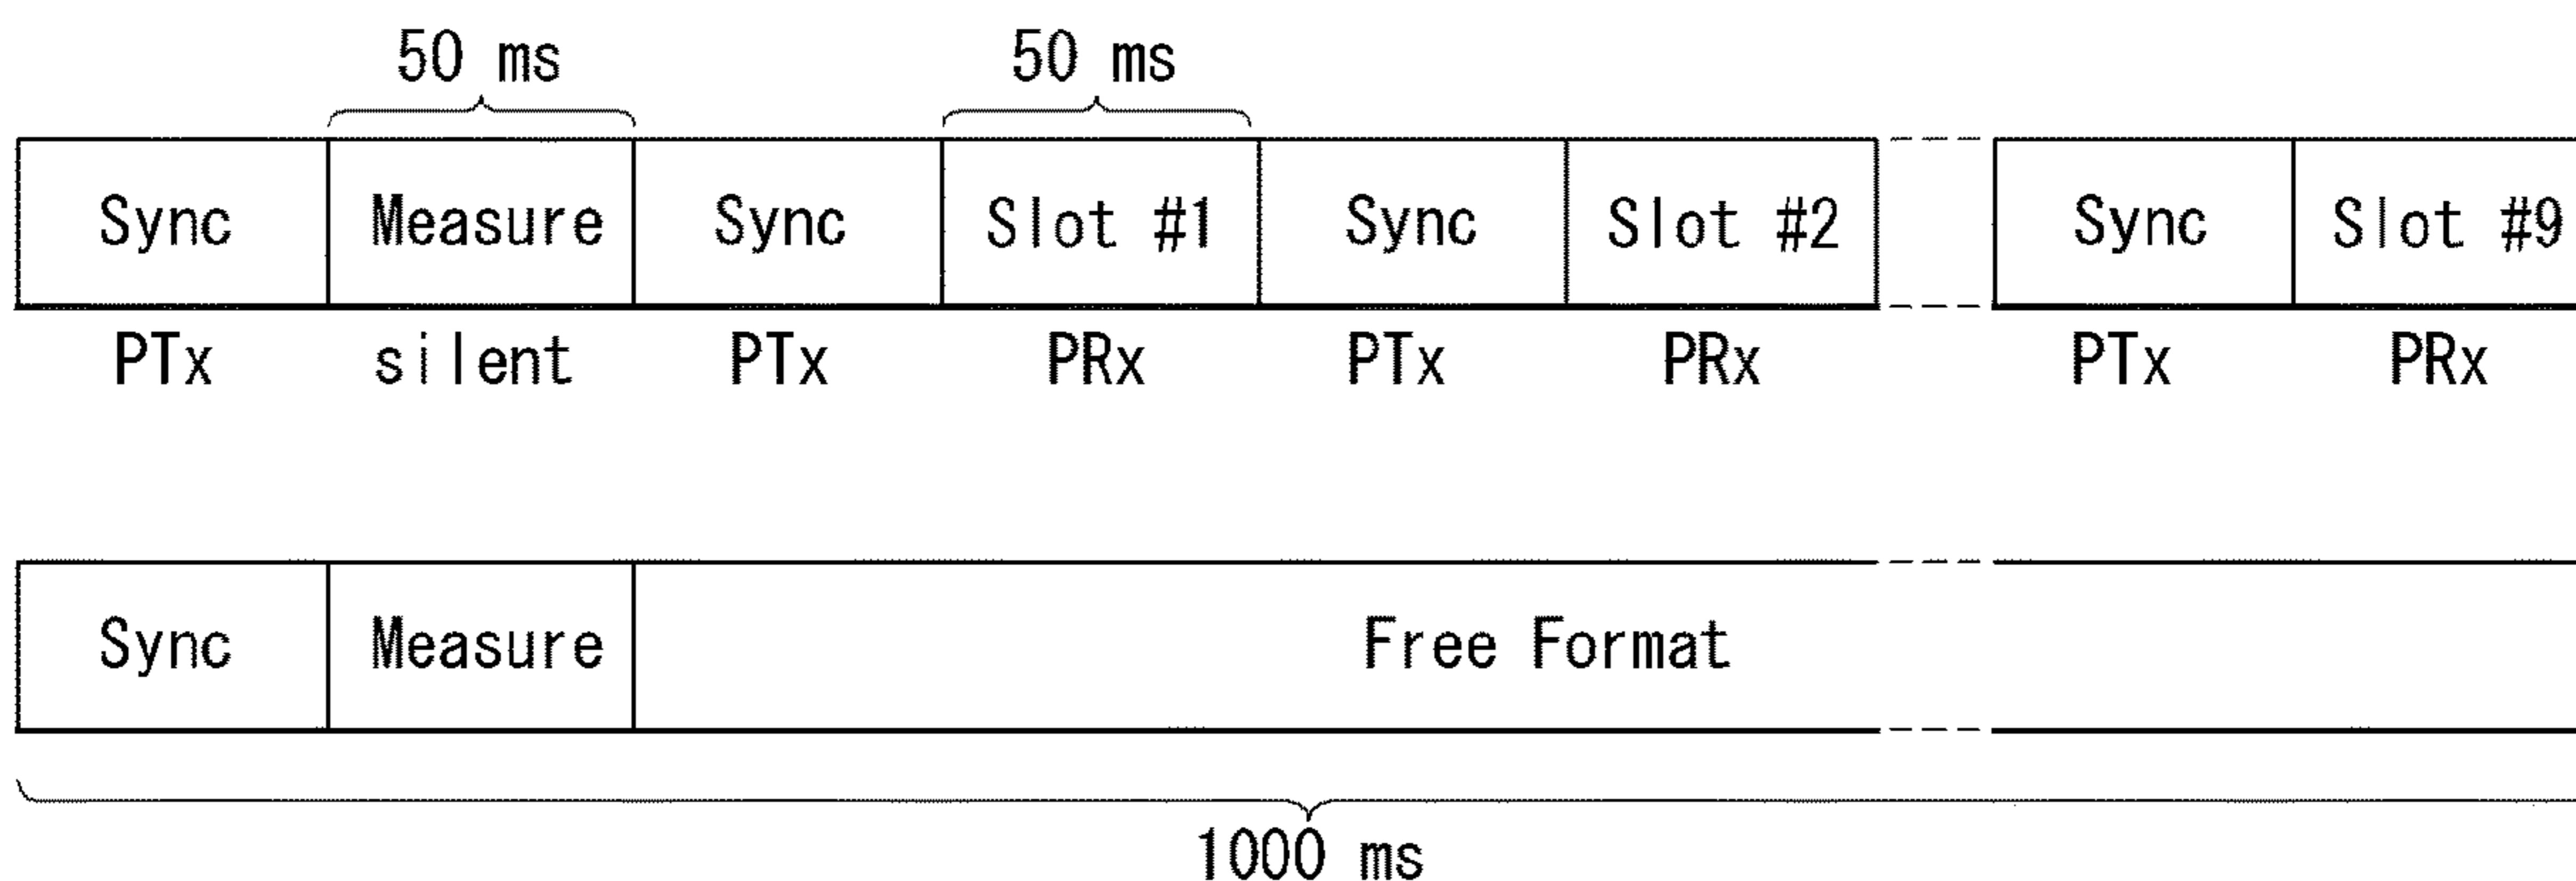 50 ms 50 ms
Sync Measure Sync Slot #1 Sync Slot #2 Sync Slot #9
PTx silent PTx PRx PTx PRx PTx PRx
Sync Measure Free Format
1000 ms